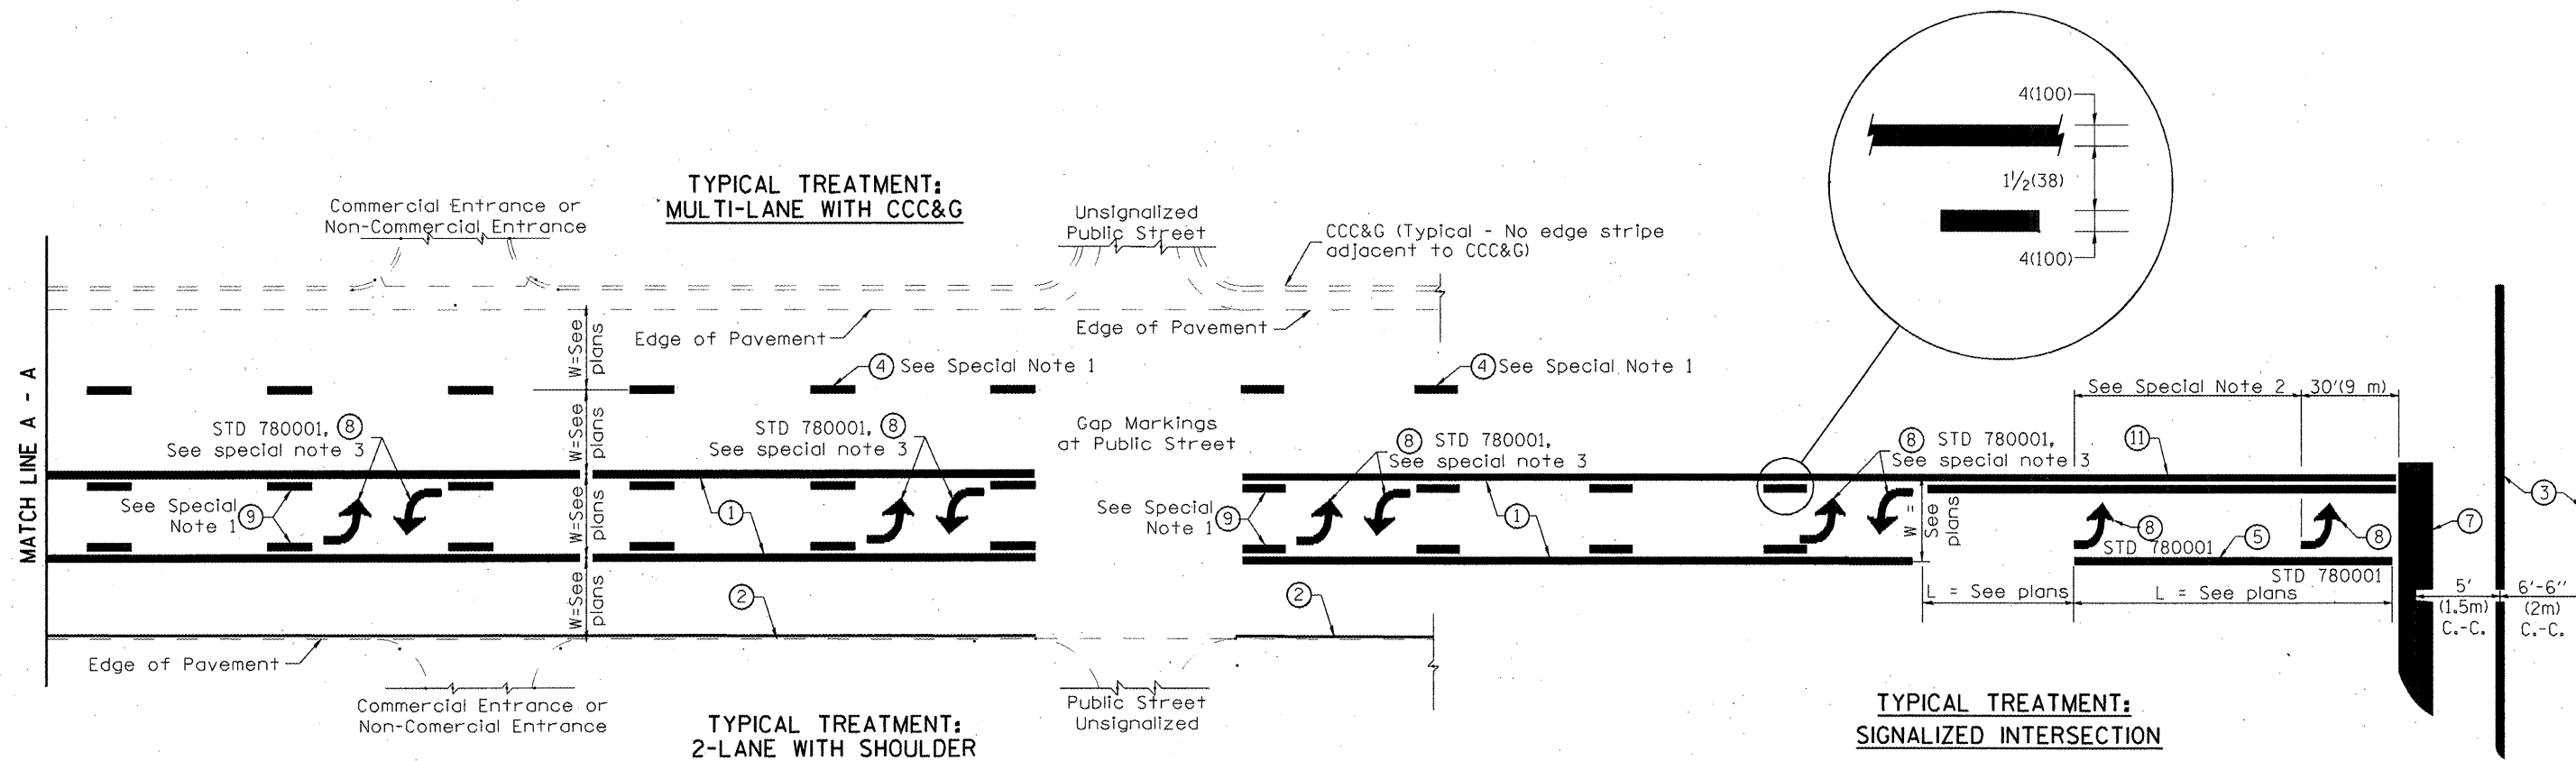 4(100)
1½(38)
4(100)
TYPICAL TREATMENT:
MULTI-LANE WITH CCC&G
Commercial Entrance or
Non-Commercial Entrance
Unsignalized
Public Street
CCC&G (Typical - No edge stripe
adjacent to CCC&G)
Edge of Pavement
Edge of Pavement
W=See
plans
MATCH LINE A - A
4 See Special Note 1
4 See Special Note 1
See Special Note 2
30'(9 m)
W=See
plans
STD 780001, 8
See special note 3
STD 780001, 8
See special note 3
Gap Markings
at Public Street
8 STD 780001,
See special note 3
8 STD 780001,
See special note 3
11
See Special
Note 1 9
W=See
plans
1
See Special
Note 1 9
1
W =
See
plans
8
STD 780001
5
8
7
3
STD 780001
L = See plans
L = See plans
5'
(1.5m)
C.-C.
6'-6"
(2m)
C.-C.
W=See
plans
2
2
Edge of Pavement
Commercial Entrance or
Non-Comercial Entrance
Public Street
Unsignalized
TYPICAL TREATMENT:
2-LANE WITH SHOULDER
TYPICAL TREATMENT:
SIGNALIZED INTERSECTION